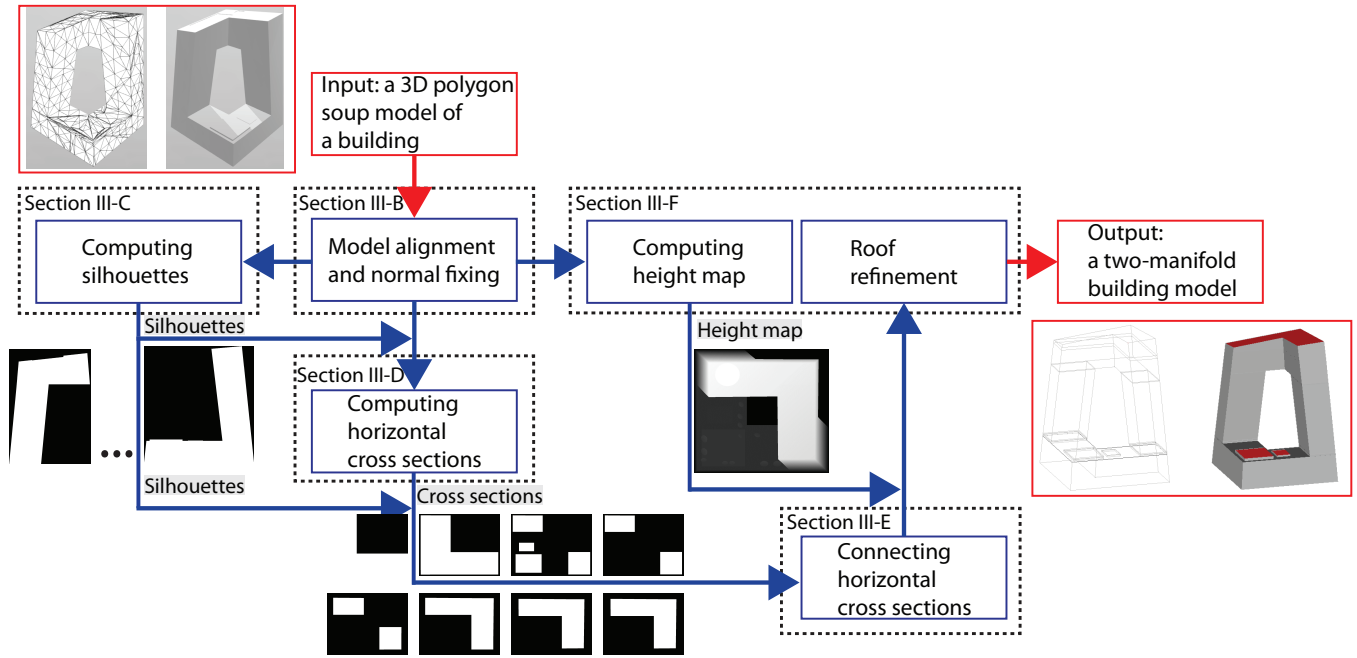 Input: a 3D polygon
soup model of
a building
Section III-C
Computing
silhouettes
Section III-B
Model alignment
and normal fixing
Section III-F
Computing
height map
Roof
refinement
Output:
a two-manifold
building model
Silhouettes
Height map
Section III-D
Computing
horizontal
cross sections
Silhouettes
Cross sections
Section III-E
Connecting
horizontal
cross sections